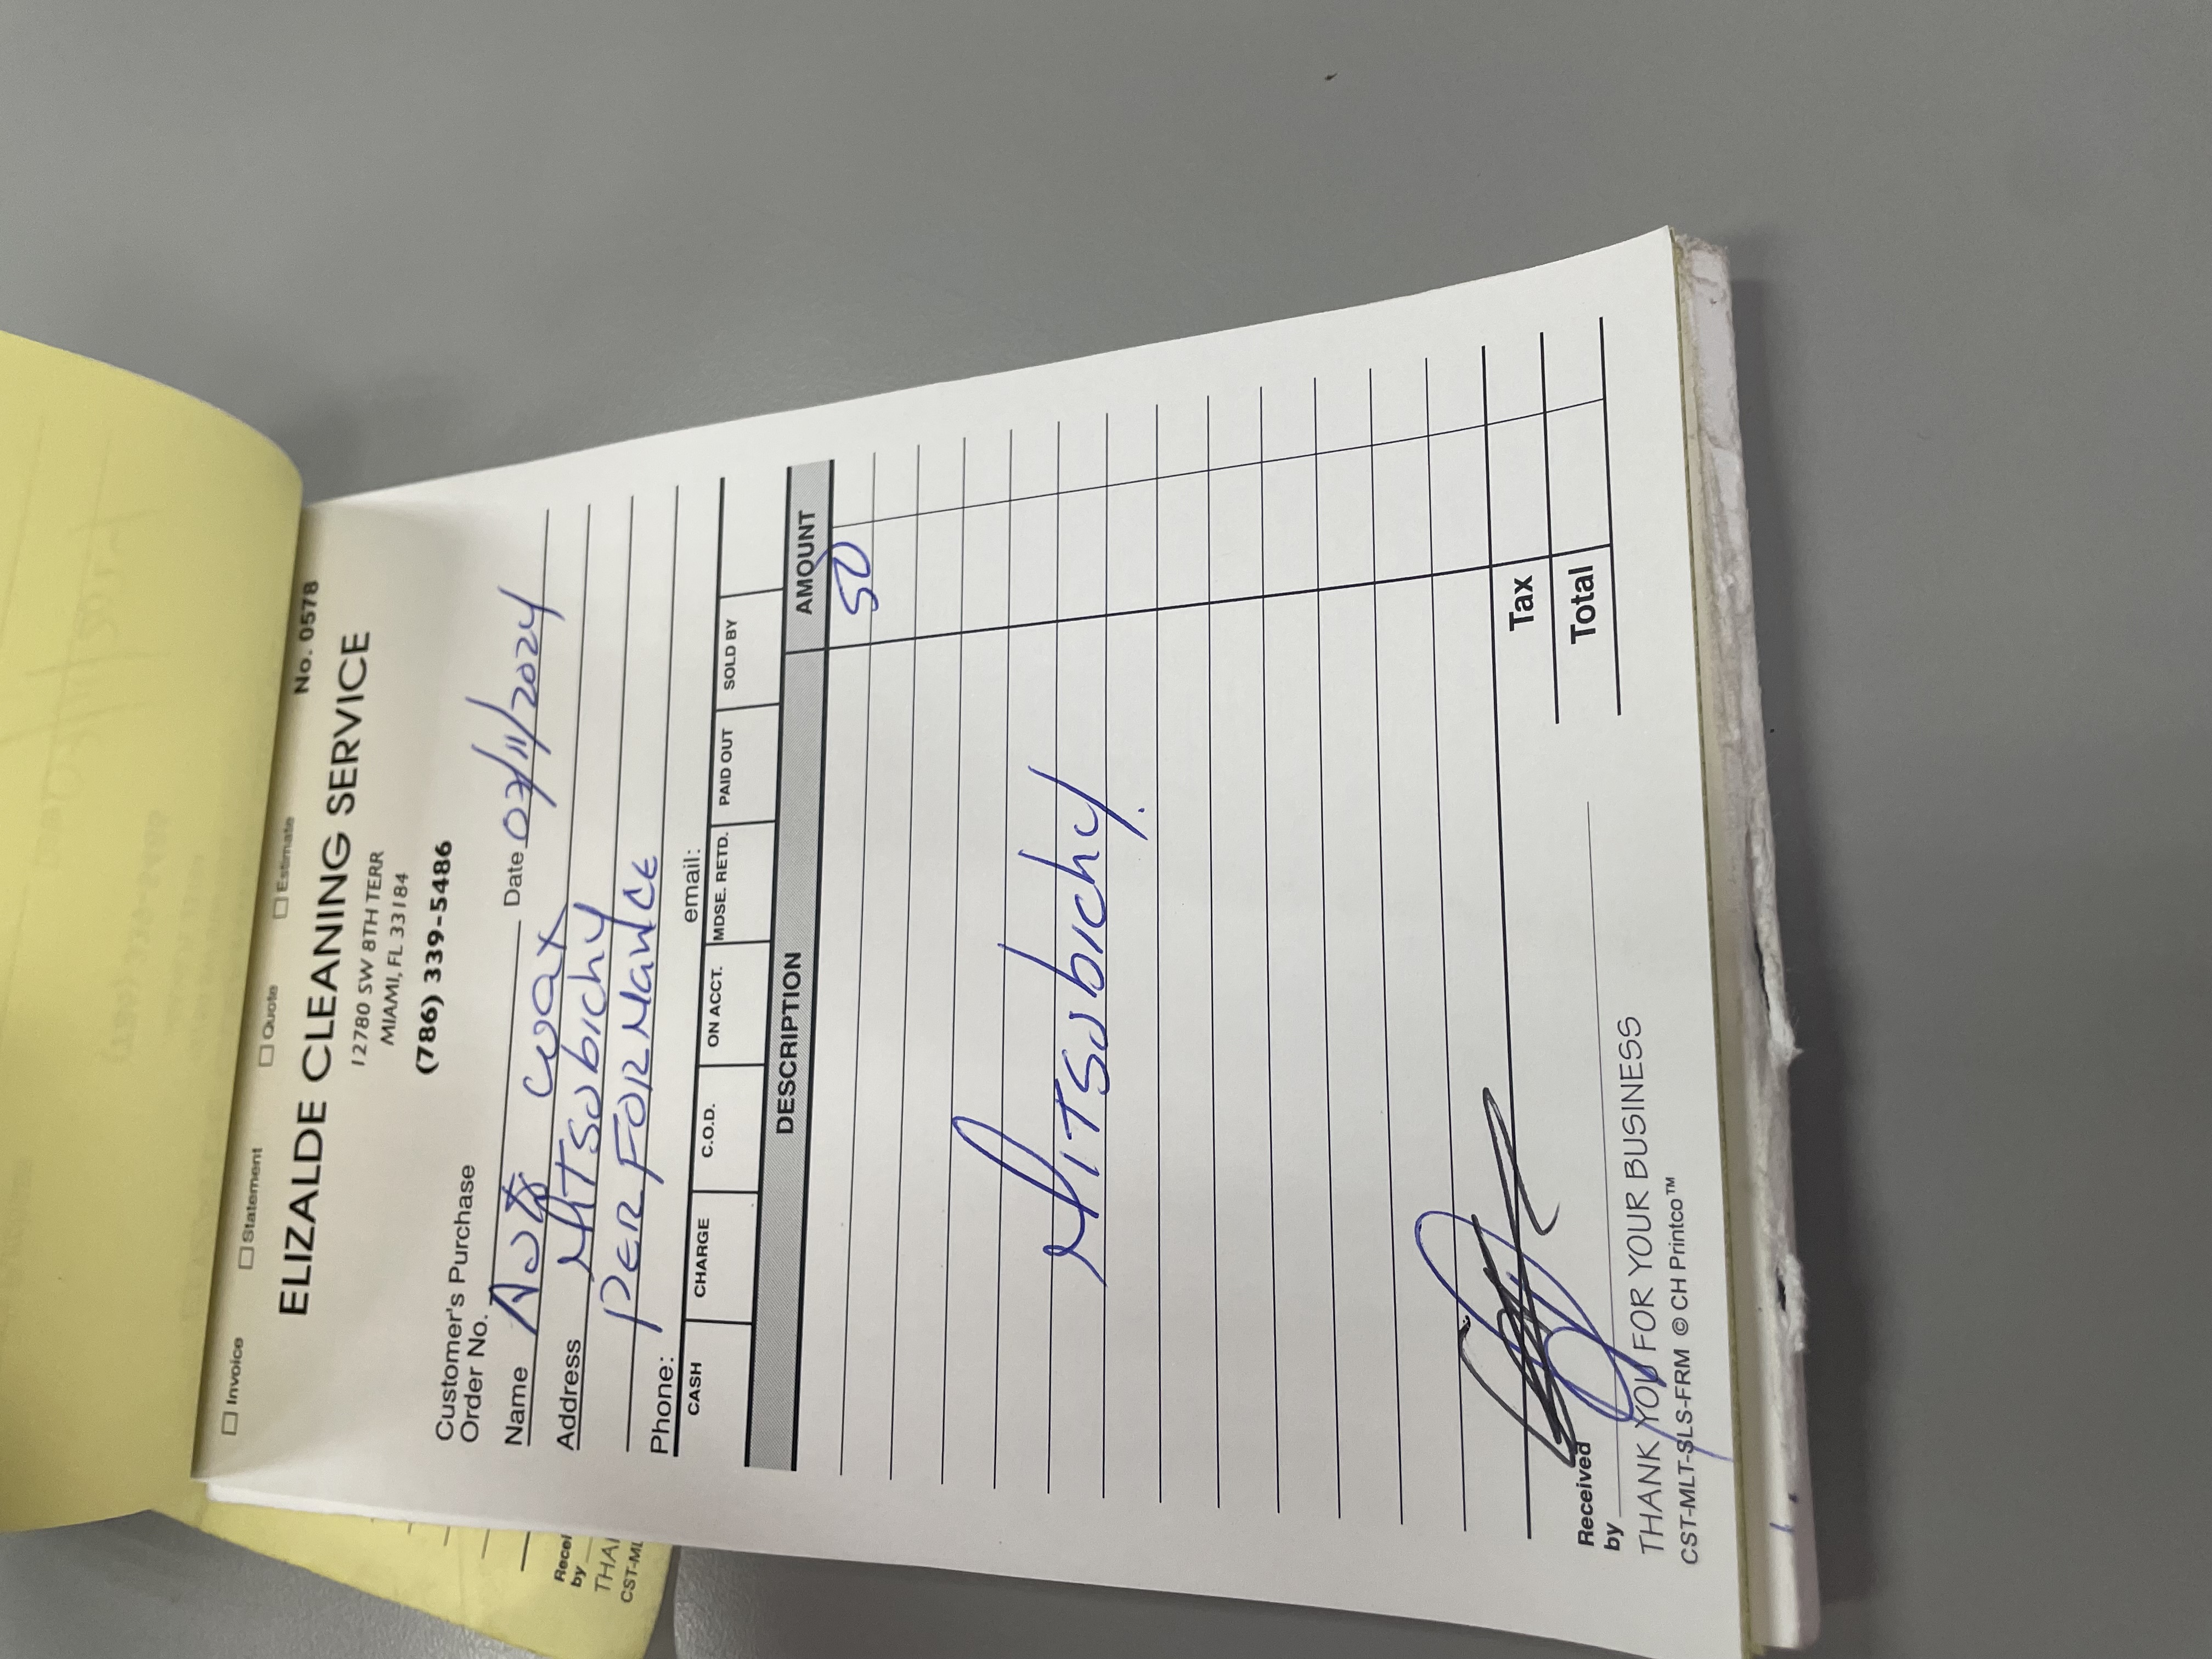 ☐ Invoice ☐ Statement ☐ Quote ☐ Estimate No. 0578
ELIZALDE CLEANING SERVICE
12780 SW 8TH TERR
MIAMI, FL 33184
(786) 339-5486
Customer's Purchase
Order No.
Name Date 07/11/2024
Address MITSUbichy
PERFORMANCE
Phone: email:
CASH CHARGE C.O.D. ON ACCT. MDSE. RETD. PAID OUT SOLD BY
DESCRIPTION AMOUNT
50
MITSUbichy.
Tax
Total
Received
by
THANK YOU FOR YOUR BUSINESS
CST-MLT-SLS-FRM © CH Printco™
by